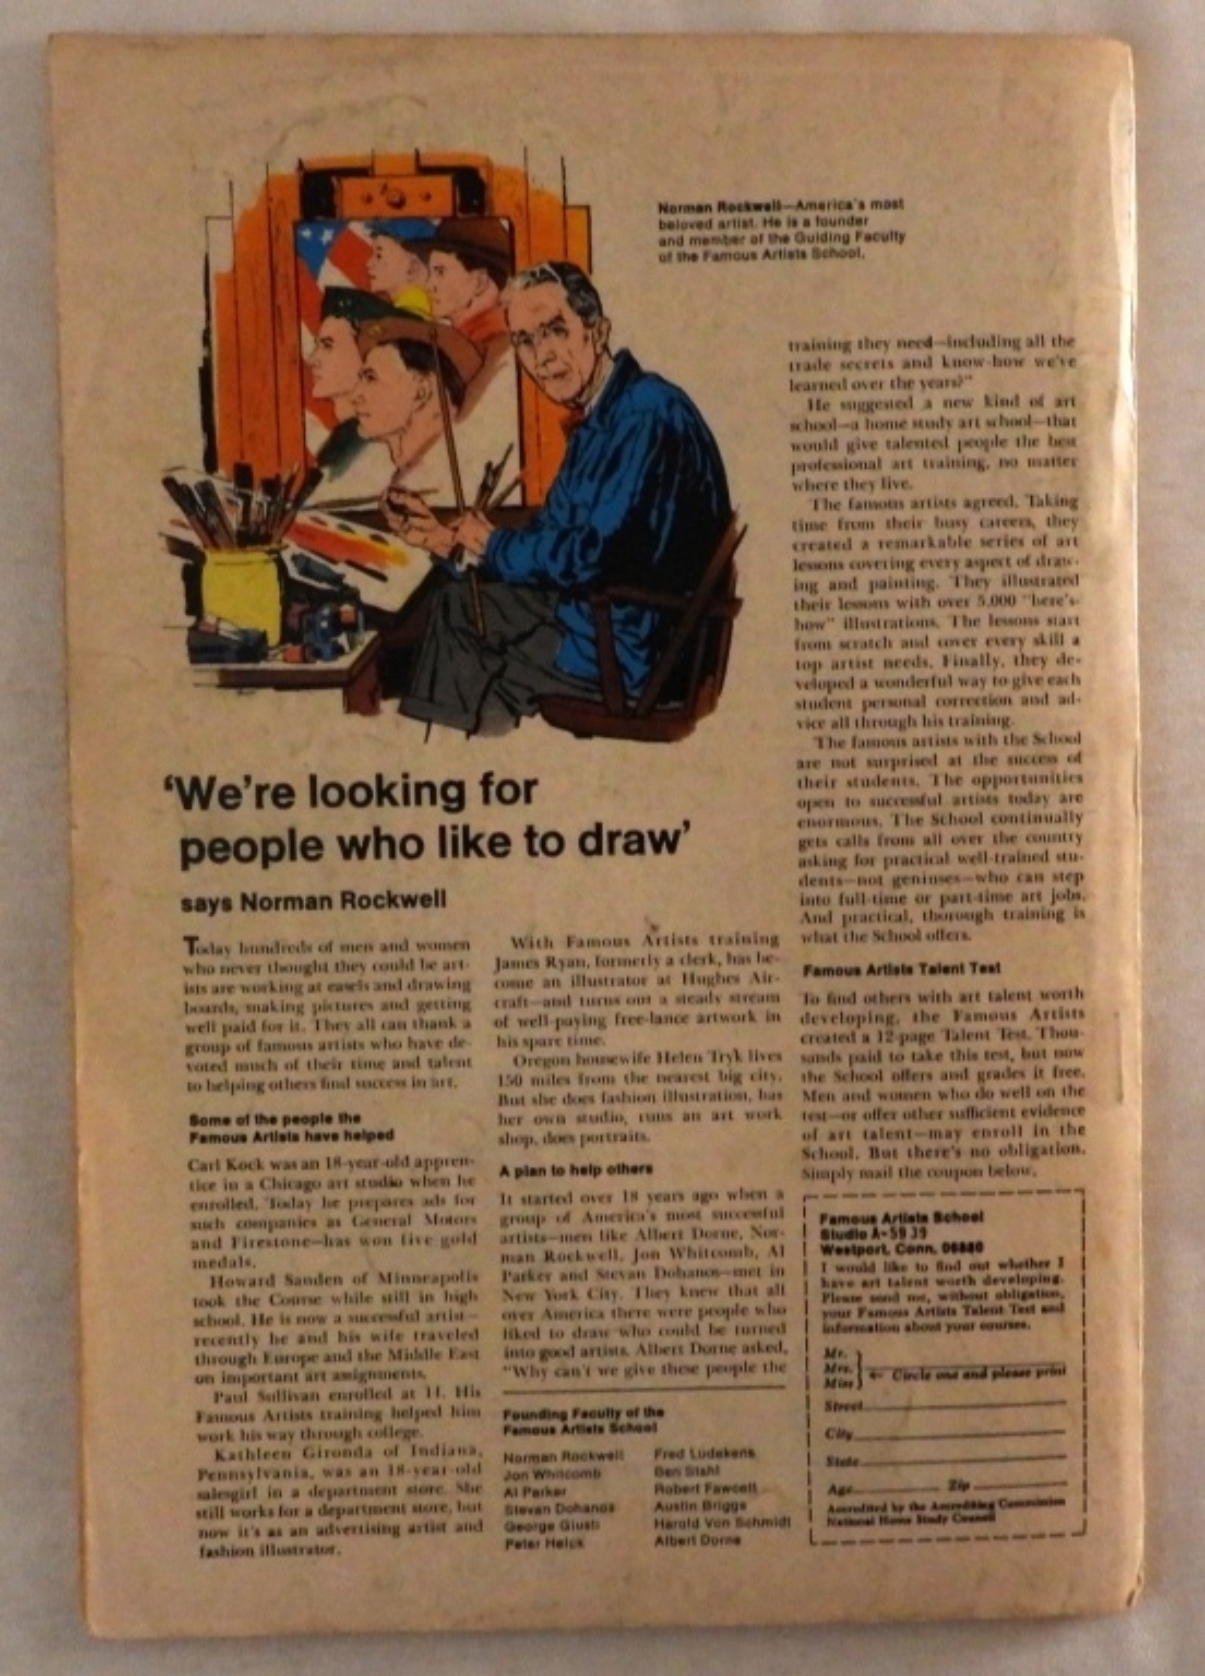 Norman Rockwell—America's most
beloved artist. He is a founder
and member of the Guiding Faculty
of the Famous Artists School.
'We're looking for
people who like to draw'
says Norman Rockwell
Today hundreds of men and women
who never thought they could be art-
ists are working at easels and drawing
boards, making pictures and getting
well paid for it. They all can thank a
group of famous artists who have de-
voted much of their time and talent
to helping others find success in art.
Some of the people the
Famous Artists have helped
Carl Kock was an 18-year-old appren-
tice in a Chicago art studio when he
enrolled. Today he prepares ads for
such companies as General Motors
and Firestone—has won five gold
medals.
Howard Sanden of Minneapolis
took the Course while still in high
school. He is now a successful artist—
recently he and his wife traveled
through Europe and the Middle East
on important art assignments.
Paul Sullivan enrolled at 14. His
Famous Artists training helped him
work his way through college.
Kathleen Gironda of Indiana,
Pennsylvania, was an 18-year-old
salesgirl in a department store. She
still works for a department store, but
now it's as an advertising artist and
fashion illustrator.
With Famous Artists training
James Ryan, formerly a clerk, has be-
come an illustrator at Hughes Air-
craft—and turns out a steady stream
of well-paying free-lance artwork in
his spare time.
Oregon housewife Helen Tryk lives
150 miles from the nearest big city.
But she does fashion illustration, has
her own studio, runs an art work
shop, does portraits.
A plan to help others
It started over 18 years ago when a
group of America's most successful
artists—men like Albert Dorne, Nor-
man Rockwell, Jon Whitcomb, Al
Parker and Stevan Dohanos—met in
New York City. They knew that all
over America there were people who
liked to draw who could be turned
into good artists. Albert Dorne asked,
"Why can't we give these people the
Founding Faculty of the
Famous Artists School
Norman Rockwell
Jon Whitcomb
Al Parker
Stevan Dohanos
George Giusti
Peter Helck
Fred Ludekens
Ben Stahl
Robert Fawcett
Austin Briggs
Harold Von Schmidt
Albert Dorne
training they need—including all the
trade secrets and know-how we've
learned over the years?"
He suggested a new kind of art
school—a home study art school—that
would give talented people the best
professional art training, no matter
where they live.
The famous artists agreed. Taking
time from their busy careers, they
created a remarkable series of art
lessons covering every aspect of draw-
ing and painting. They illustrated
their lessons with over 5,000 "here's-
how" illustrations. The lessons start
from scratch and cover every skill a
top artist needs. Finally, they de-
veloped a wonderful way to give each
student personal correction and ad-
vice all through his training.
The famous artists with the School
are not surprised at the success of
their students. The opportunities
open to successful artists today are
enormous. The School continually
gets calls from all over the country
asking for practical well-trained stu-
dents—not geniuses—who can step
into full-time or part-time art jobs.
And practical, thorough training is
what the School offers.
Famous Artists Talent Test
To find others with art talent worth
developing, the Famous Artists
created a 12-page Talent Test. Thou-
sands paid to take this test, but now
the School offers and grades it free.
Men and women who do well on the
test—or offer other sufficient evidence
of art talent—may enroll in the
School. But there's no obligation.
Simply mail the coupon below.
Famous Artists School
Studio
Westport, Conn. 06880
I would like to find out whether I
have art talent worth developing.
Please send me, without obligation,
your Famous Artists Talent Test and
information about your courses.
Mr.
Mrs.
Miss
← Circle one and please print
Street
City
State
Age Zip
Accredited by the Accrediting Commission
National Home Study Council